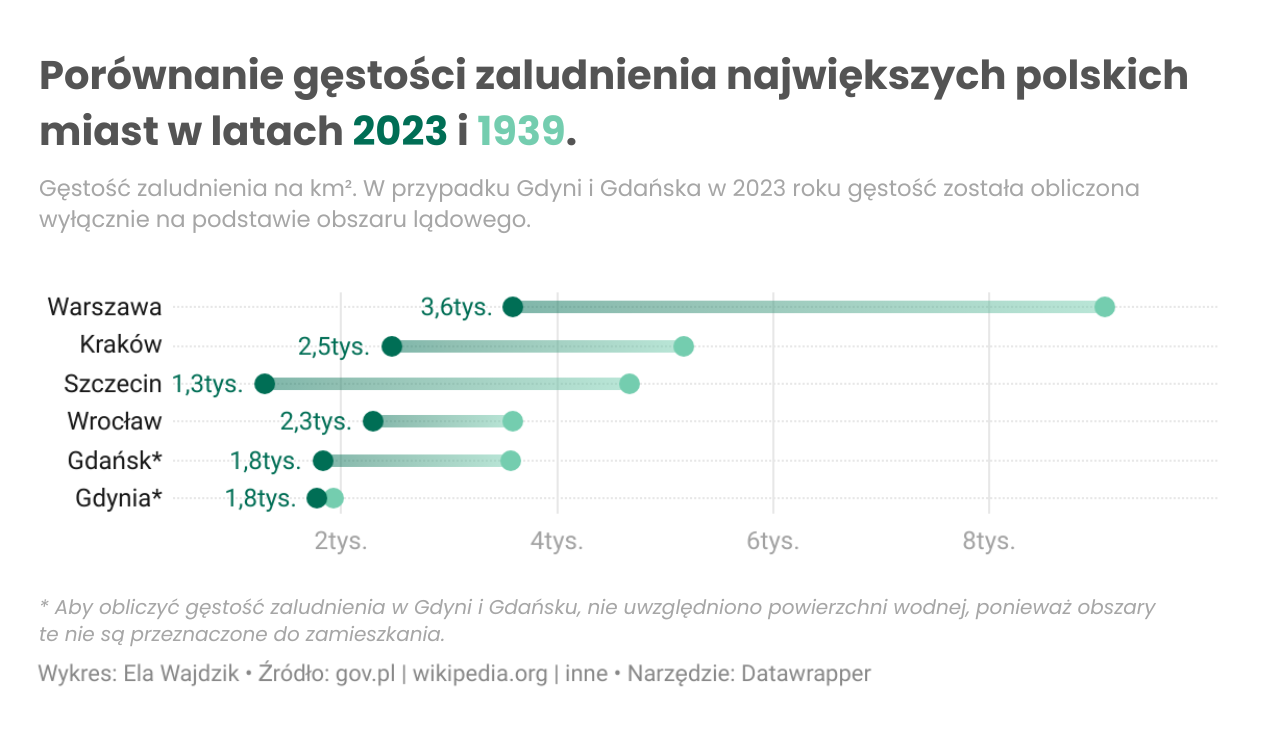 Porównanie gęstości zaludnienia największych polskich
miast w latach 2023 i 1939.
Gęstość zaludnienia na km². W przypadku Gdyni i Gdańska w 2023 roku gęstość została obliczona
wyłącznie na podstawie obszaru lądowego.
Warszawa 3,6tys.
Kraków 2,5tys.
Szczecin 1,3tys.
Wrocław 2,3tys.
Gdańsk* 1,8tys.
Gdynia* 1,8tys.
2tys. 4tys. 6tys. 8tys.
* Aby obliczyć gęstość zaludnienia w Gdyni i Gdańsku, nie uwzględniono powierzchni wodnej, ponieważ obszary
te nie są przeznaczone do zamieszkania.
Wykres: Ela Wajdzik • Źródło: gov.pl | wikipedia.org | inne • Narzędzie: Datawrapper